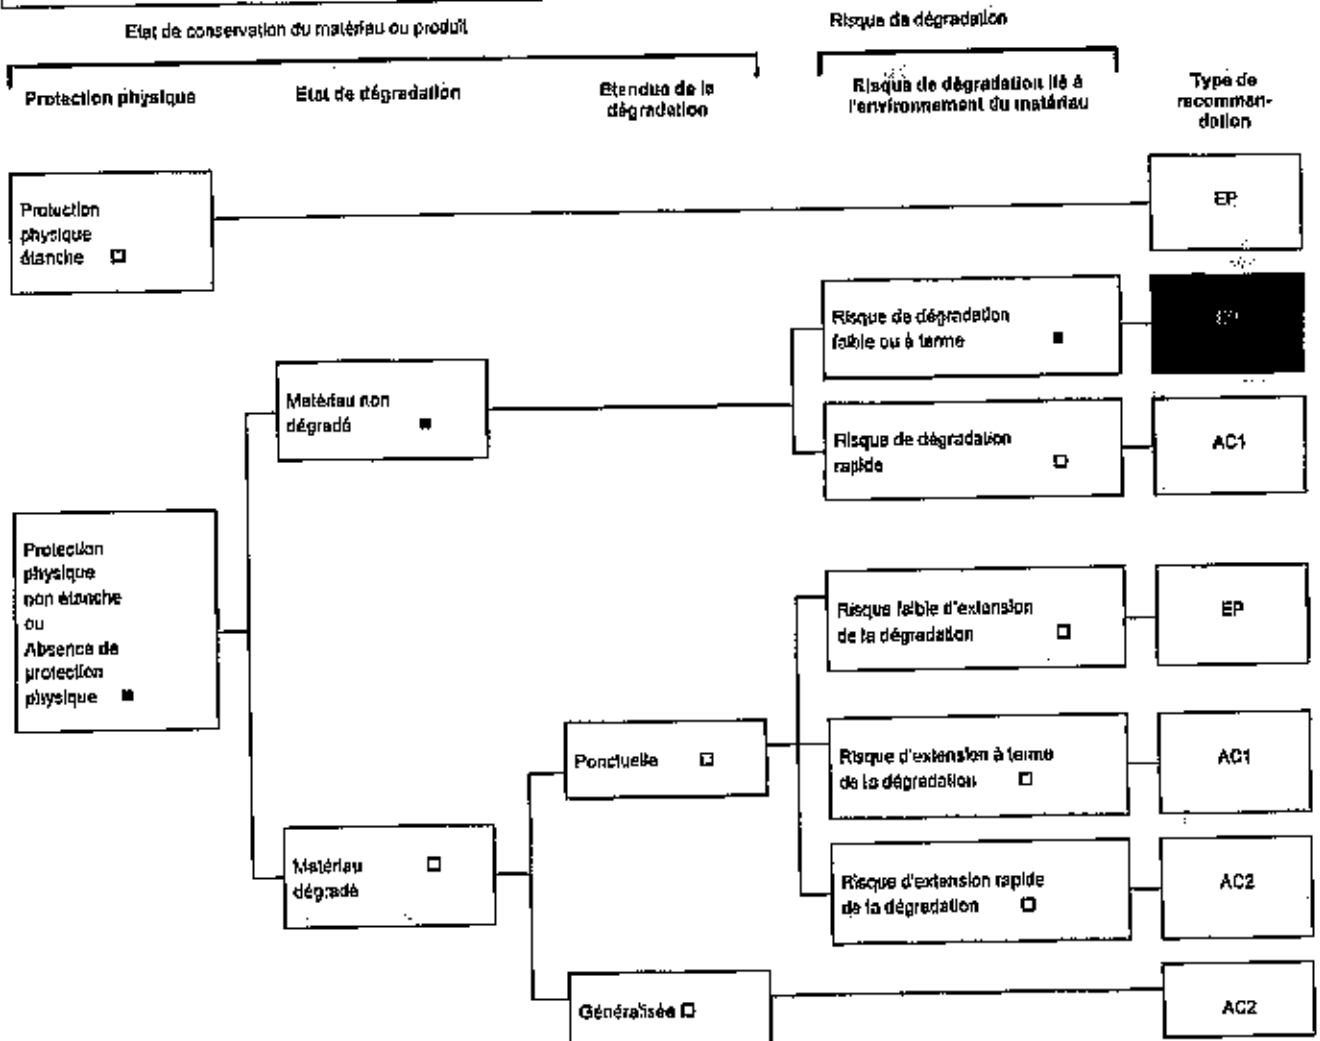 Etat de conservation du matériau ou produit
Risque de dégradation
Protection physique
Etat de dégradation
Etendue de la
dégradation
Risque de dégradation lié à
l'environnement du matériau
Type de
recomman-
dation
Protection
physique
étanche
EP
Risque de dégradation
faible ou à terme
EP
Matériau non
dégradé
Risque de dégradation
rapide
AC1
Protection
physique
non étanche
ou
Absence de
protection
physique
Risque faible d'extension
de la dégradation
EP
Ponctuelle
Risque d'extension à terme
de la dégradation
AC1
Matériau
dégradé
Risque d'extension rapide
de la dégradation
AC2
Généralisée
AC2